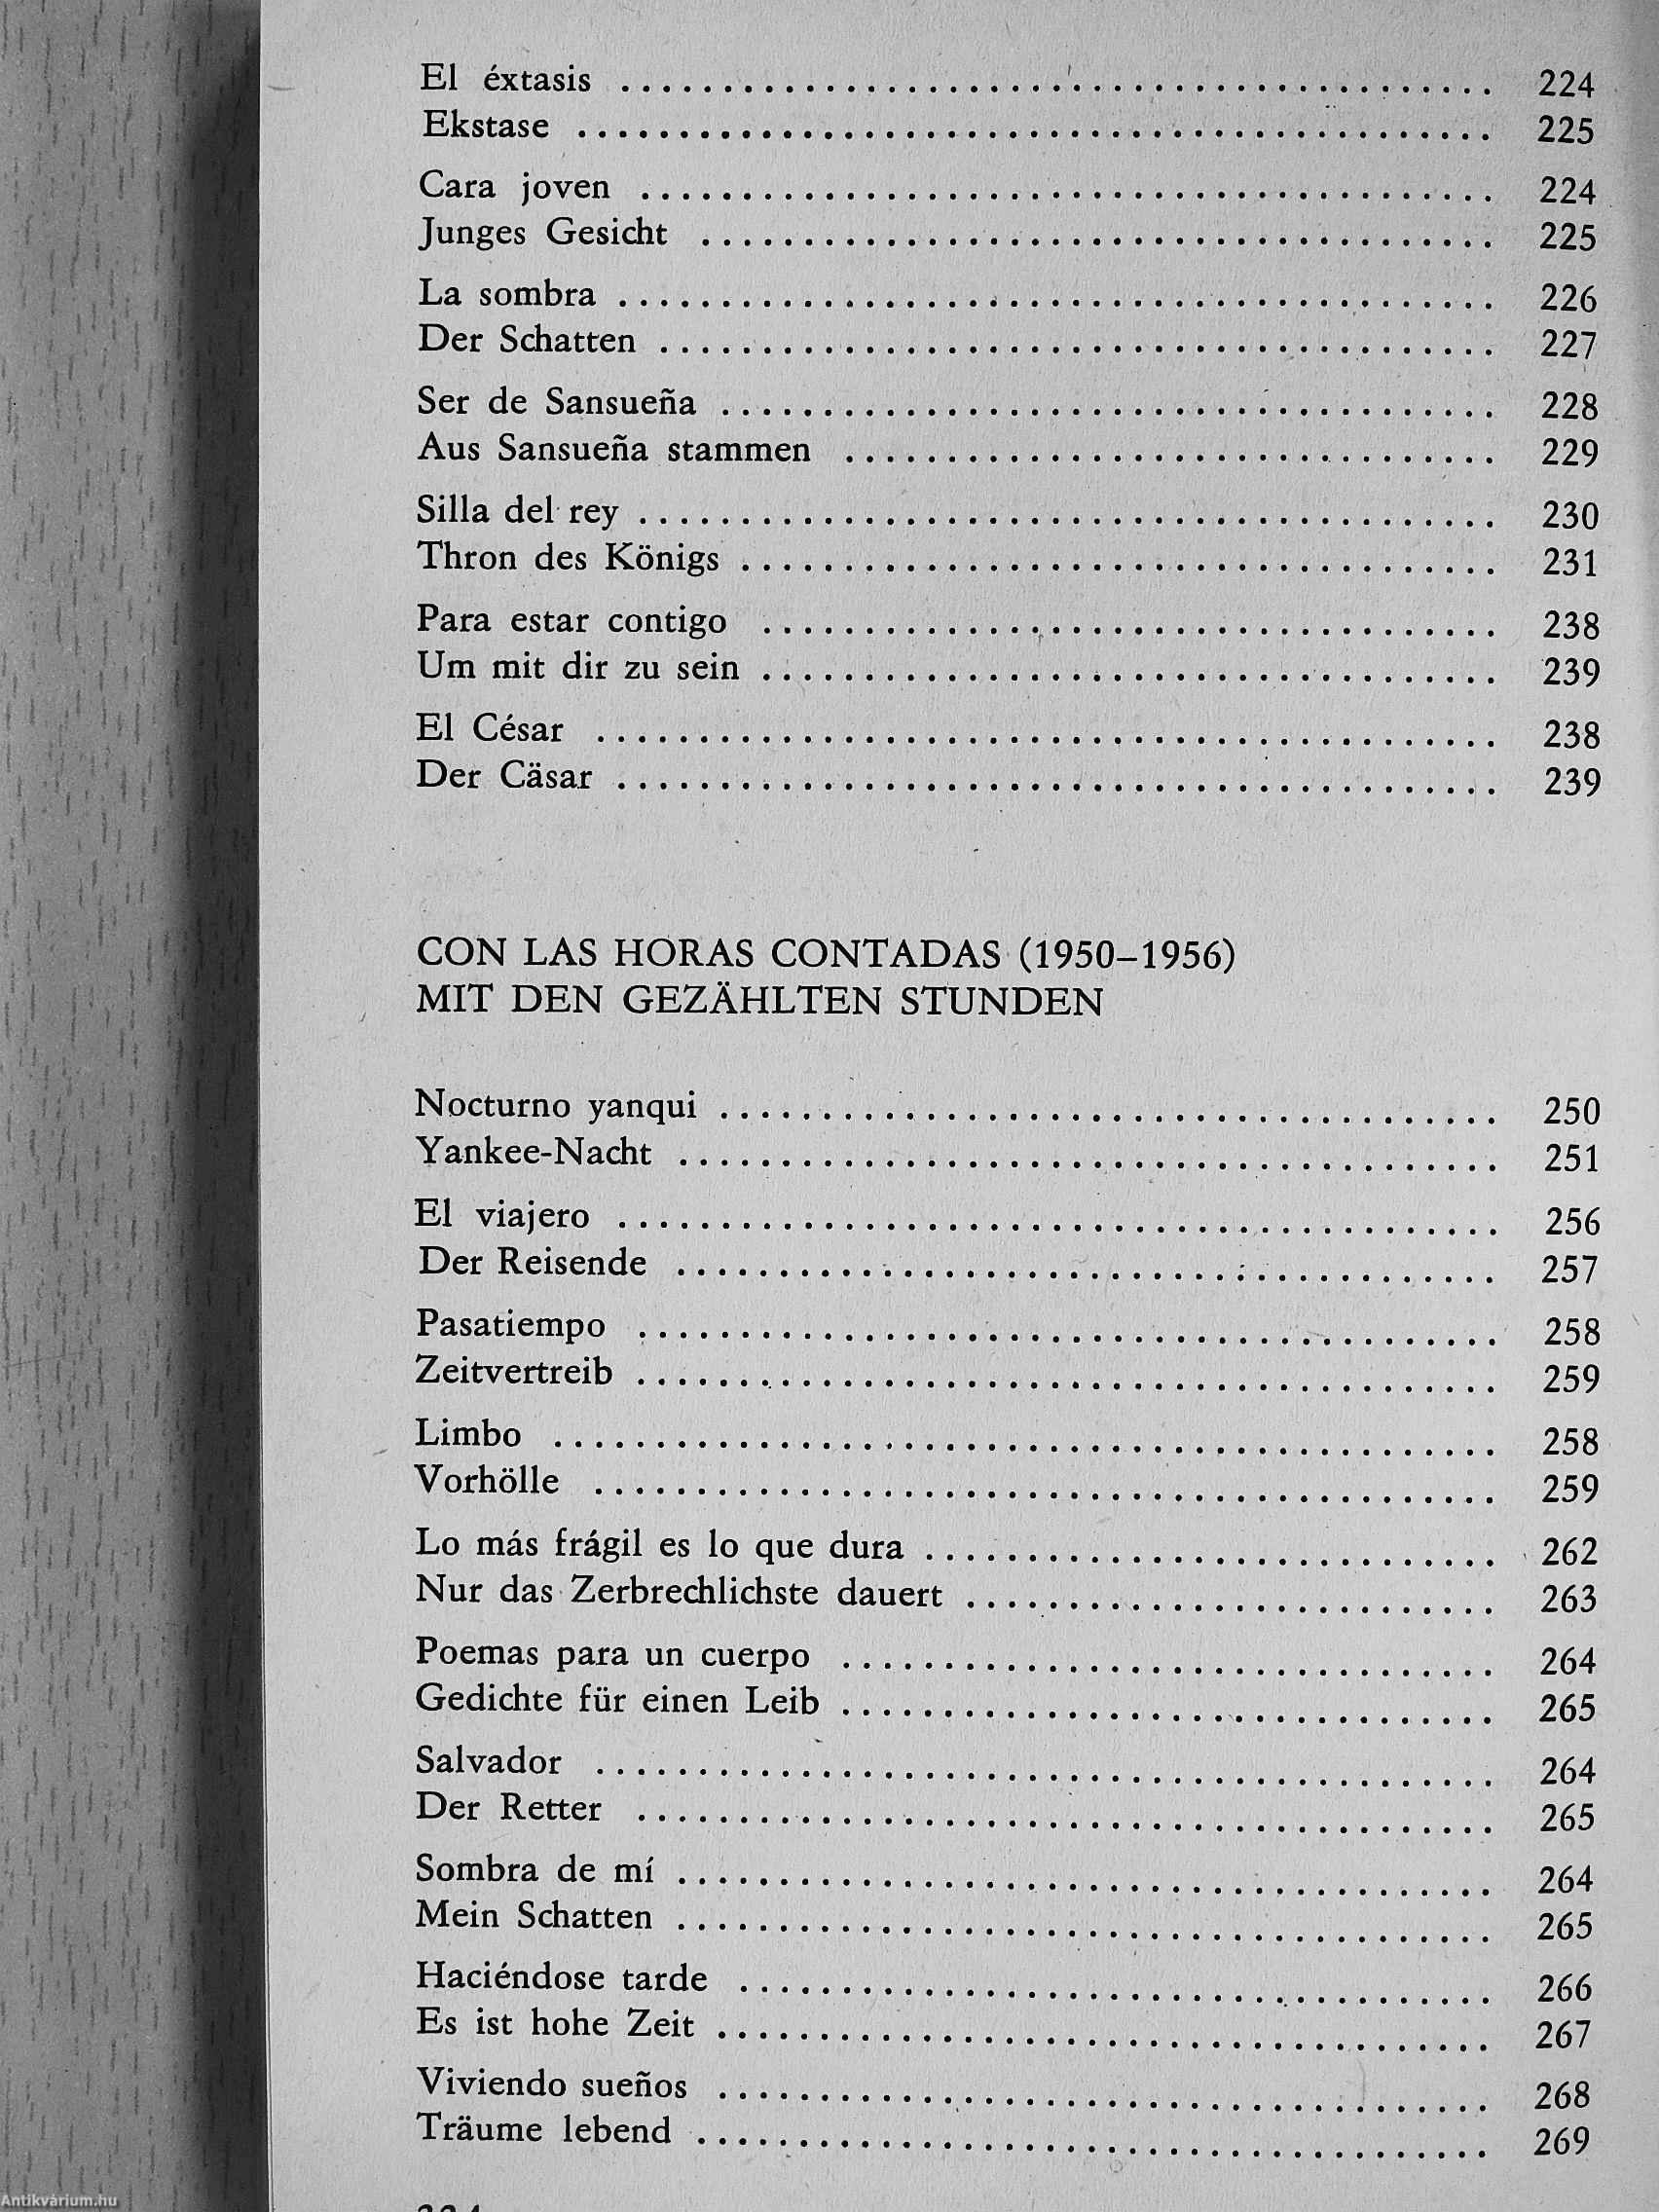 El éxtasis ........................................ 224
Ekstase ........................................ 225
Cara joven ........................................ 224
Junges Gesicht ........................................ 225
La sombra ........................................ 226
Der Schatten ........................................ 227
Ser de Sansueña ........................................ 228
Aus Sansueña stammen ........................................ 229
Silla del rey ........................................ 230
Thron des Königs ........................................ 231
Para estar contigo ........................................ 238
Um mit dir zu sein ........................................ 239
El César ........................................ 238
Der Cäsar ........................................ 239
CON LAS HORAS CONTADAS (1950–1956)
MIT DEN GEZÄHLTEN STUNDEN
Nocturno yanqui ........................................ 250
Yankee-Nacht ........................................ 251
El viajero ........................................ 256
Der Reisende ........................................ 257
Pasatiempo ........................................ 258
Zeitvertreib ........................................ 259
Limbo ........................................ 258
Vorhölle ........................................ 259
Lo más frágil es lo que dura ........................................ 262
Nur das Zerbrechlichste dauert ........................................ 263
Poemas para un cuerpo ........................................ 264
Gedichte für einen Leib ........................................ 265
Salvador ........................................ 264
Der Retter ........................................ 265
Sombra de mí ........................................ 264
Mein Schatten ........................................ 265
Haciéndose tarde ........................................ 266
Es ist hohe Zeit ........................................ 267
Viviendo sueños ........................................ 268
Träume lebend ........................................ 269
Antikvárium.hu